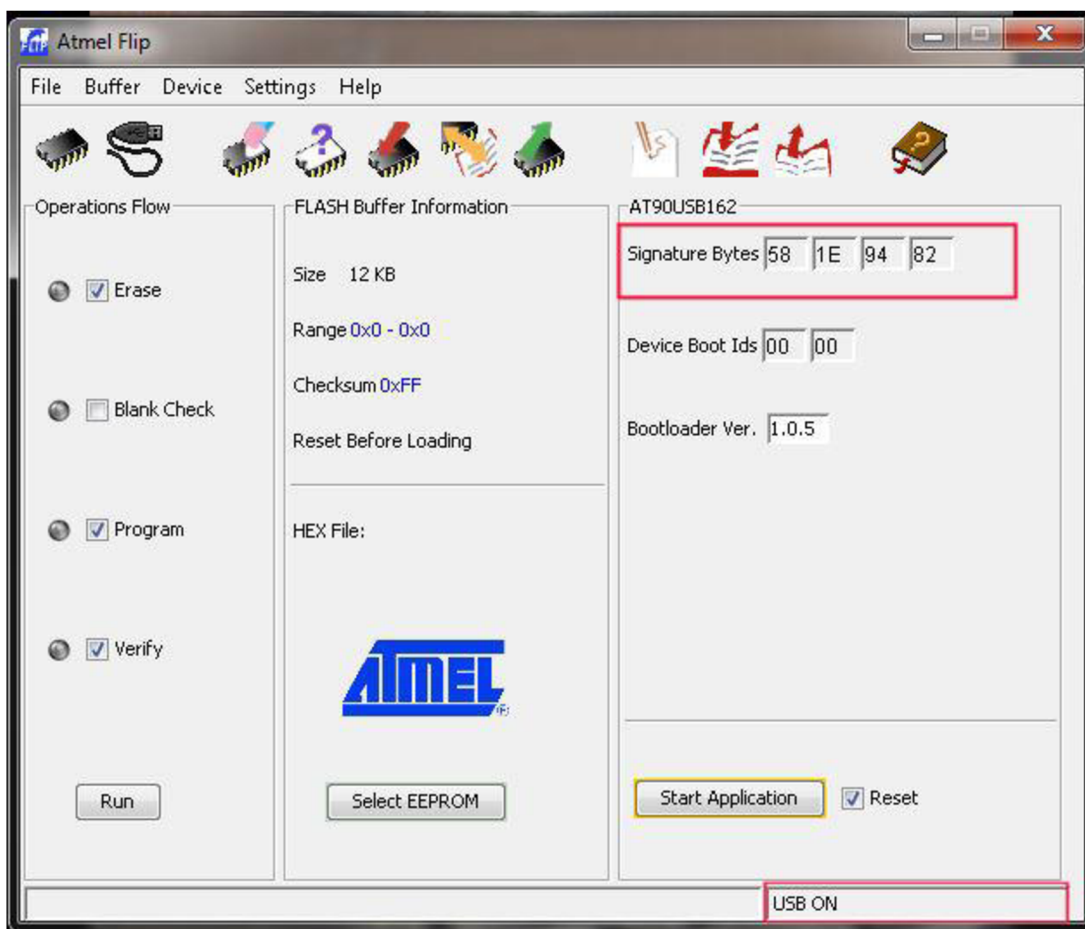 Atmel Flip
File Buffer Device Settings Help
Operations Flow
Erase
Blank Check
Program
Verify
Run
FLASH Buffer Information
Size 12 KB
Range 0x0 - 0x0
Checksum 0xFF
Reset Before Loading
HEX File:
ATMEL ®
Select EEPROM
AT90USB162
Signature Bytes 58 1E 94 82
Device Boot Ids 00 00
Bootloader Ver. 1.0.5
Start Application Reset
USB ON